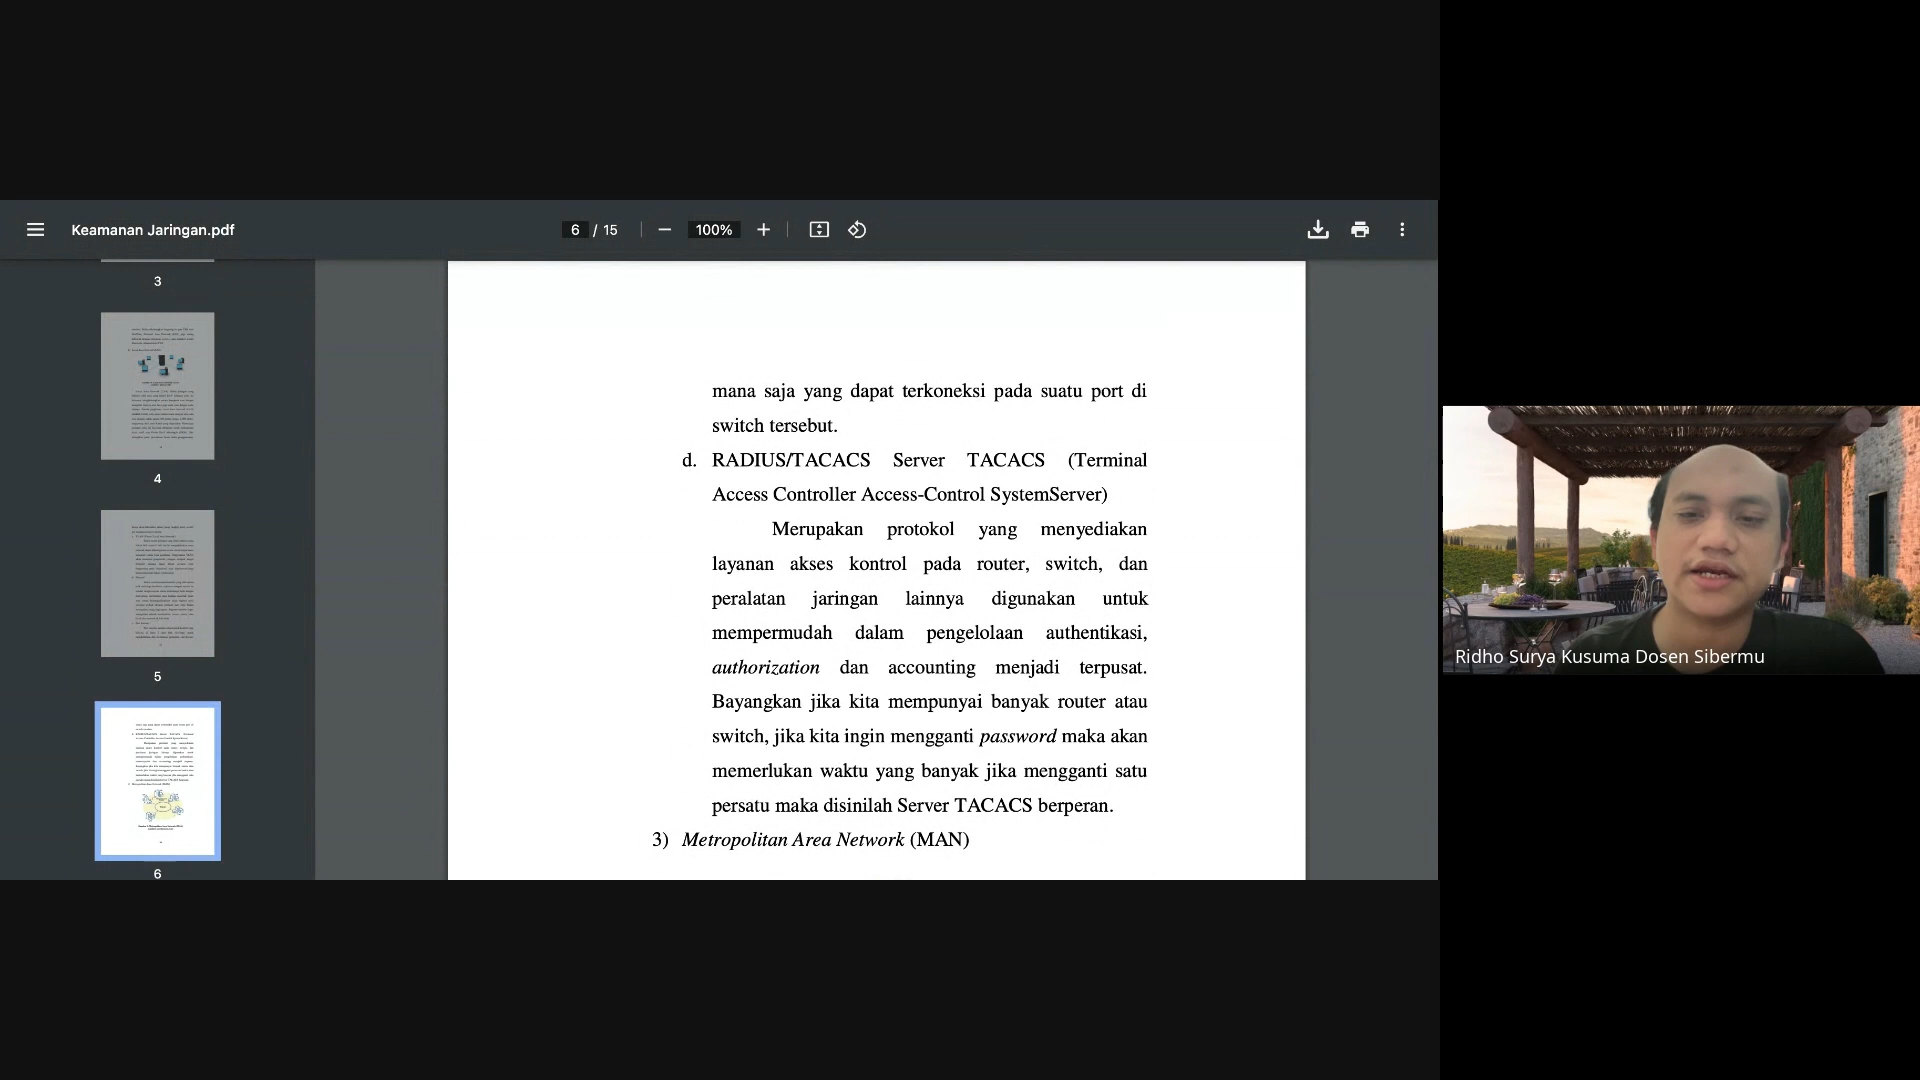 Keamanan Jaringan.pdf
6 / 15
100%
3
4
5
6
mana saja yang dapat terkoneksi pada suatu port di
switch tersebut.
d. RADIUS/TACACS Server TACACS (Terminal
Access Controller Access-Control SystemServer)
Merupakan protokol yang menyediakan
layanan akses kontrol pada router, switch, dan
peralatan jaringan lainnya digunakan untuk
mempermudah dalam pengelolaan authentikasi,
authorization dan accounting menjadi terpusat.
Bayangkan jika kita mempunyai banyak router atau
switch, jika kita ingin mengganti password maka akan
memerlukan waktu yang banyak jika mengganti satu
persatu maka disinilah Server TACACS berperan.
3) Metropolitan Area Network (MAN)
Ridho Surya Kusuma Dosen Sibermu